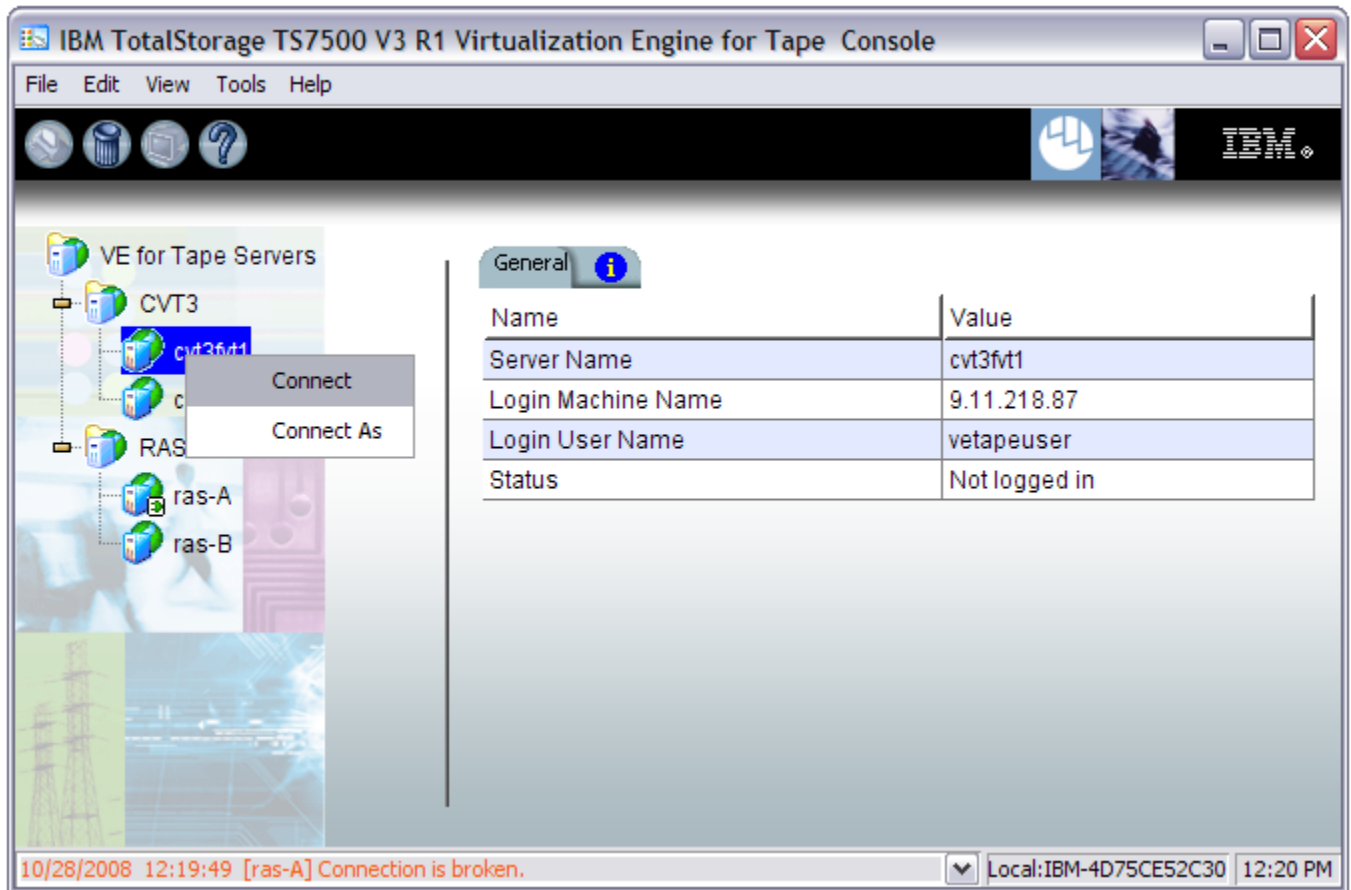 IBM TotalStorage TS7500 V3 R1 Virtualization Engine for Tape Console
File Edit View Tools Help
IBM
VE for Tape Servers
CVT3
cvt3fvt1
c
RAS
ras-A
ras-B
Connect
Connect As
General
Name Value
Server Name cvt3fvt1
Login Machine Name 9.11.218.87
Login User Name vetapeuser
Status Not logged in
10/28/2008 12:19:49 [ras-A] Connection is broken.
Local:IBM-4D75CE52C30 12:20 PM